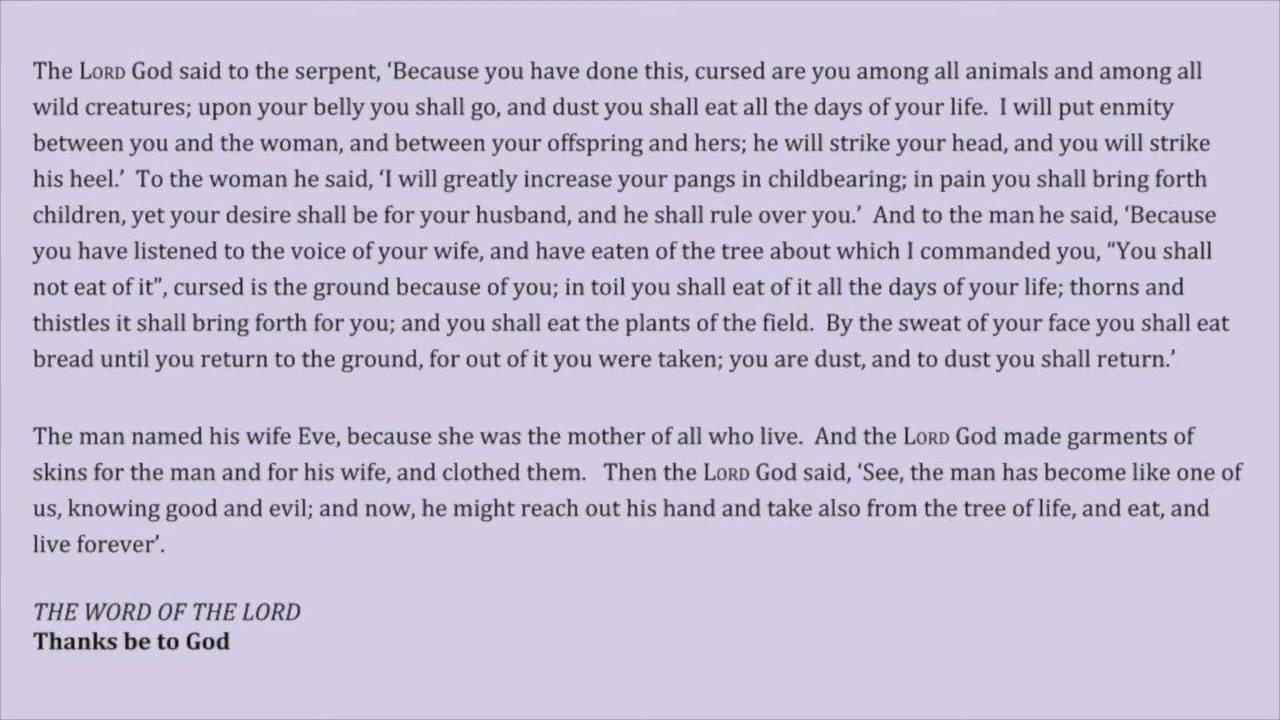 The LORD God said to the serpent, ‘Because you have done this, cursed are you among all animals and among all
wild creatures; upon your belly you shall go, and dust you shall eat all the days of your life.  I will put enmity
between you and the woman, and between your offspring and hers; he will strike your head, and you will strike
his heel.’  To the woman he said, ‘I will greatly increase your pangs in childbearing; in pain you shall bring forth
children, yet your desire shall be for your husband, and he shall rule over you.’  And to the man he said, ‘Because
you have listened to the voice of your wife, and have eaten of the tree about which I commanded you, “You shall
not eat of it”, cursed is the ground because of you; in toil you shall eat of it all the days of your life; thorns and
thistles it shall bring forth for you; and you shall eat the plants of the field.  By the sweat of your face you shall eat
bread until you return to the ground, for out of it you were taken; you are dust, and to dust you shall return.’
The man named his wife Eve, because she was the mother of all who live.  And the LORD God made garments of
skins for the man and for his wife, and clothed them.   Then the LORD God said, ‘See, the man has become like one of
us, knowing good and evil; and now, he might reach out his hand and take also from the tree of life, and eat, and
live forever’.
THE WORD OF THE LORD
Thanks be to God